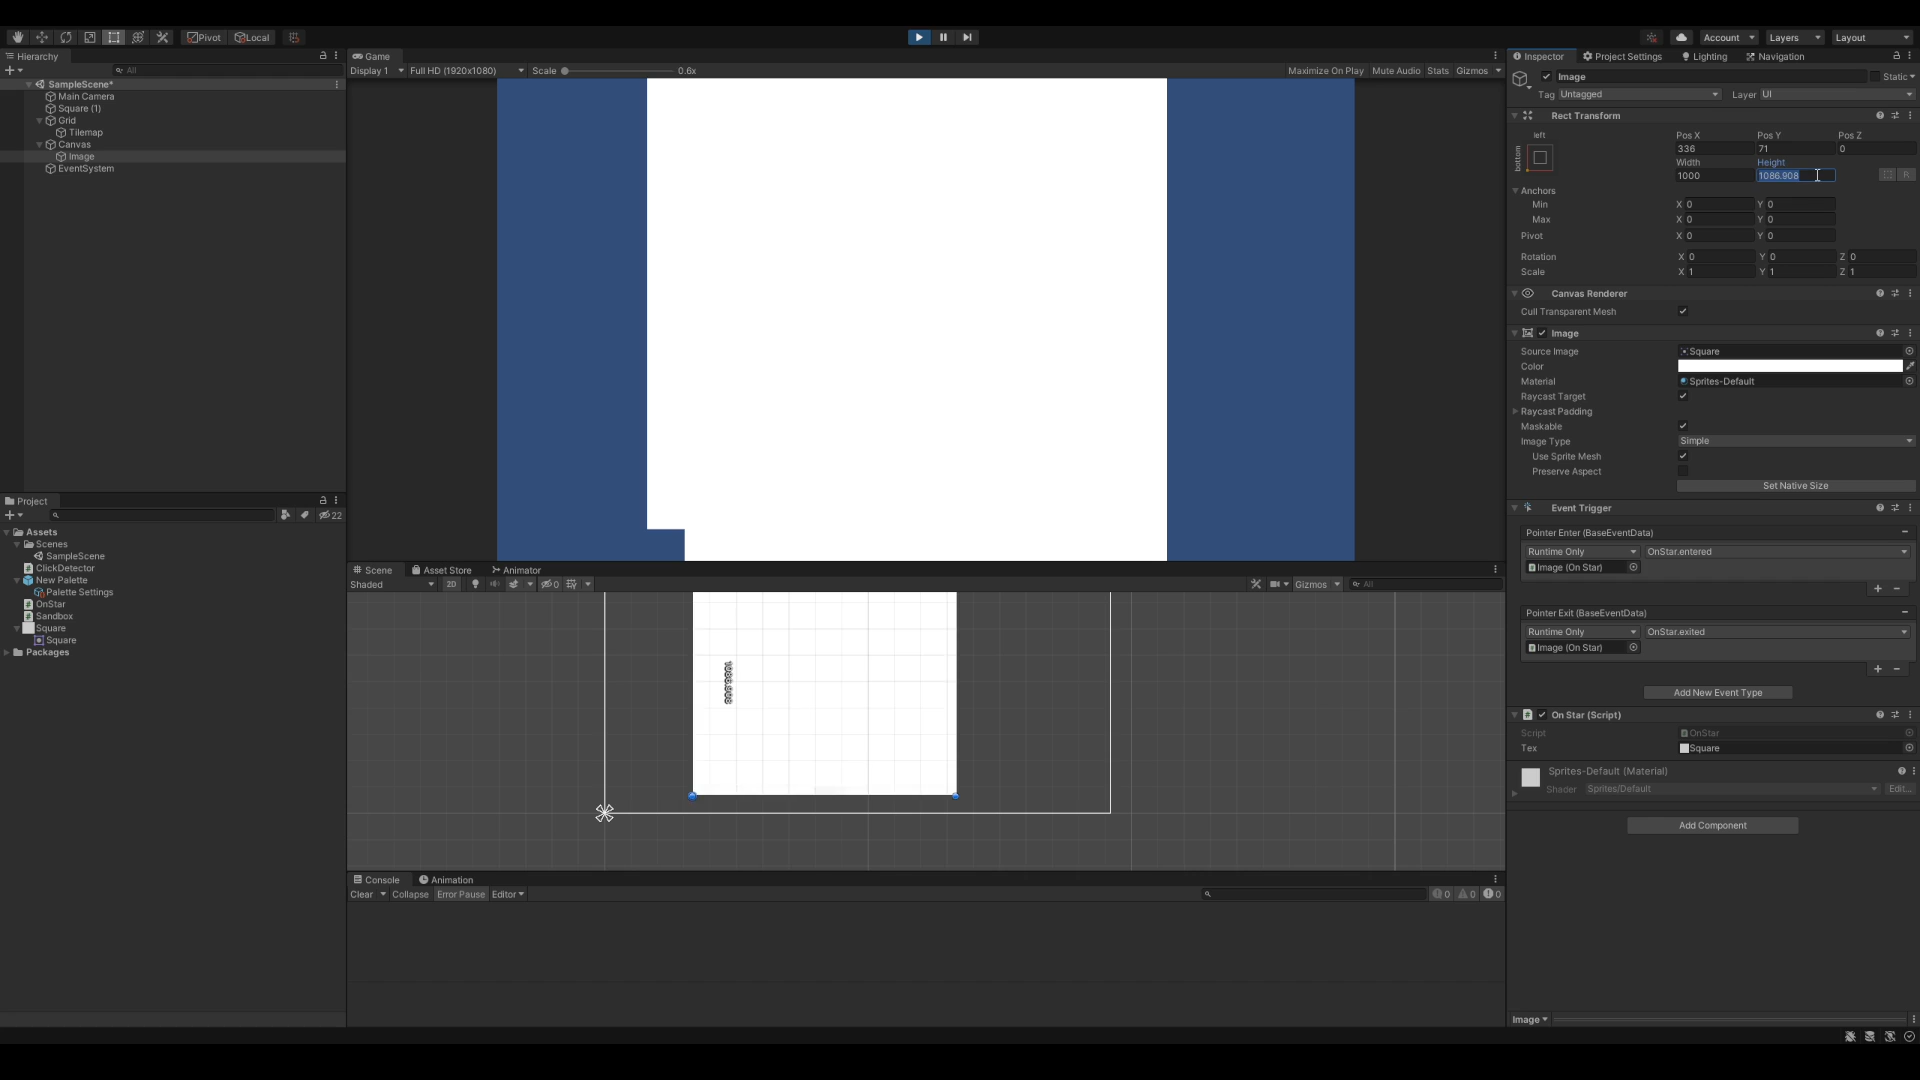 Pivot
Local
Account
Layers
Layout
Hierarchy
All
SampleScene*
Main Camera
Square (1)
Grid
Tilemap
Canvas
Image
EventSystem
Game
Display 1
Full HD (1920x1080)
Scale
0.6x
Maximize On Play
Mute Audio
Stats
Gizmos
Project
22
Assets
Scenes
SampleScene
ClickDetector
New Palette
Palette Settings
OnStar
Sandbox
Square
Square
Packages
Scene
Asset Store
Animator
Shaded
2D
Gizmos
All
1086.908
Console
Animation
Clear
Collapse
Error Pause
Editor
0
0
0
Inspector
Project Settings
Lighting
Navigation
Image
Static
Tag
Untagged
Layer
UI
Rect Transform
left
bottom
Pos X
Pos Y
Pos Z
336
71
0
Width
Height
1000
1086.908
R
Anchors
Min
X 0
Y 0
Max
X 0
Y 0
Pivot
X 0
Y 0
Rotation
X 0
Y 0
Z 0
Scale
X 1
Y 1
Z 1
Canvas Renderer
Cull Transparent Mesh
Image
Source Image
Square
Color
Material
Sprites-Default
Raycast Target
Raycast Padding
Maskable
Image Type
Simple
Use Sprite Mesh
Preserve Aspect
Set Native Size
Event Trigger
Pointer Enter (BaseEventData)
Runtime Only
OnStar.entered
Image (On Star)
Pointer Exit (BaseEventData)
Runtime Only
OnStar.exited
Image (On Star)
Add New Event Type
On Star (Script)
Script
OnStar
Tex
Square
Sprites-Default (Material)
Shader
Sprites/Default
Edit...
Add Component
Image